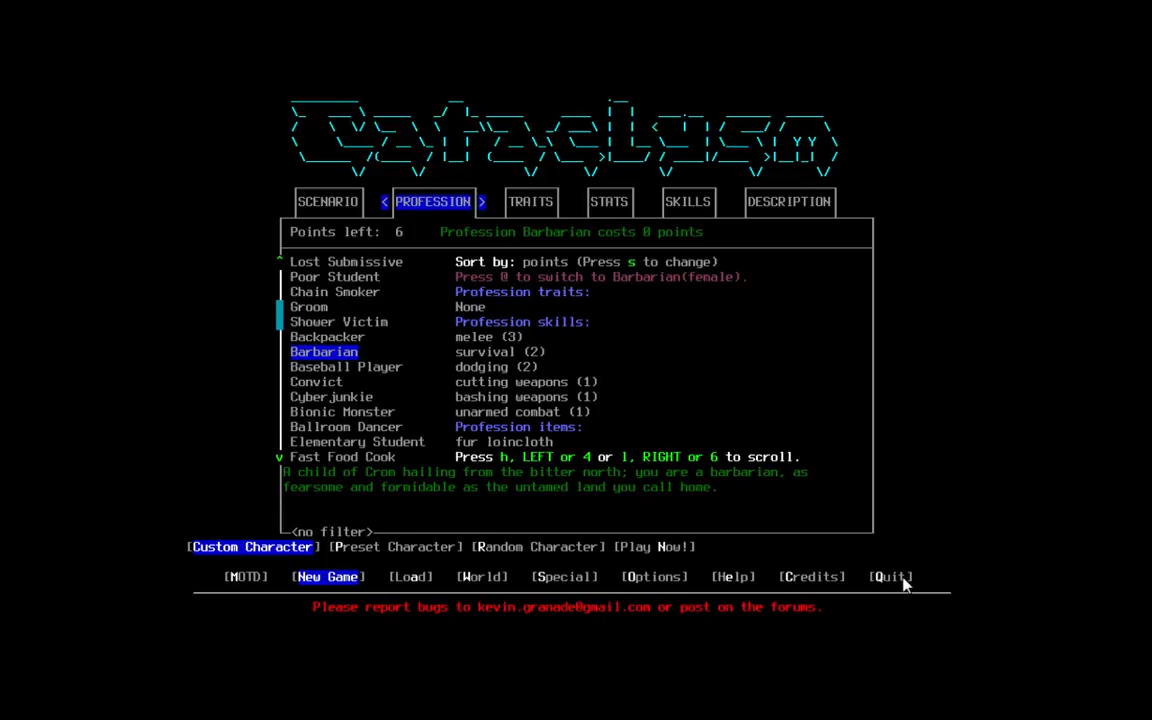 Cataclysm
SCENARIO < PROFESSION > TRAITS STATS SKILLS DESCRIPTION
Points left: 6 Profession Barbarian costs 0 points
^ Lost Submissive Sort by: points (Press s to change)
Poor Student Press @ to switch to Barbarian(female).
Chain Smoker Profession traits:
Groom None
Shower Victim Profession skills:
Backpacker melee (3)
Barbarian survival (2)
Baseball Player dodging (2)
Convict cutting weapons (1)
Cyberjunkie bashing weapons (1)
Bionic Monster unarmed combat (1)
Ballroom Dancer Profession items:
Elementary Student fur loincloth
v Fast Food Cook Press h, LEFT or 4 or l, RIGHT or 6 to scroll.
A child of Crom hailing from the bitter north; you are a barbarian, as
fearsome and formidable as the untamed land you call home.
<no filter>
[Custom Character] [Preset Character] [Random Character] [Play Now!]
[MOTD] [New Game] [Load] [World] [Special] [Options] [Help] [Credits] [Quit]
Please report bugs to kevin.granade@gmail.com or post on the forums.